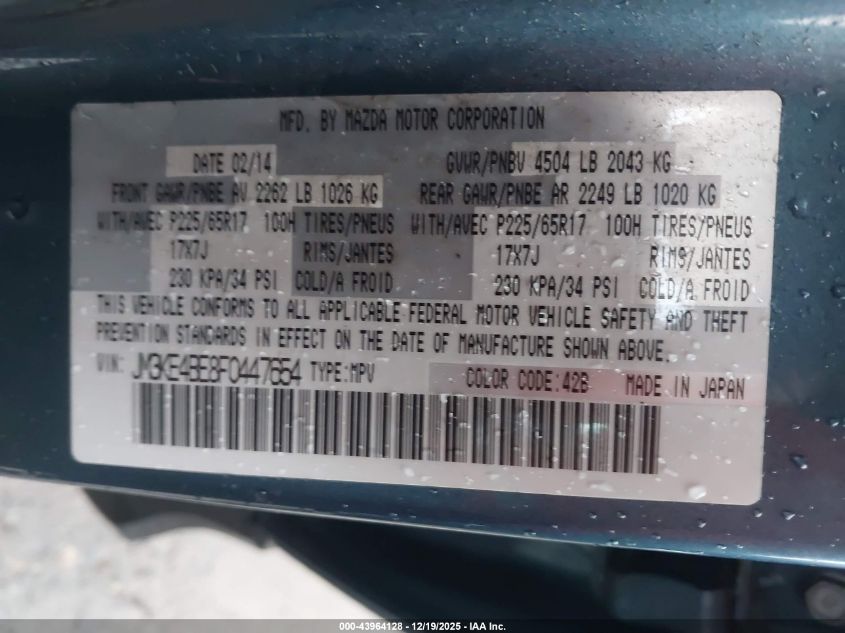 MFD. BY MAZDA MOTOR CORPORATION
DATE 02/14 GVWR/PNBV 4504 LB 2043 KG
FRONT GAWR/PNBE AV 2262 LB 1026 KG REAR GAWR/PNBE AR 2249 LB 1020 KG
WITH/AVEC P225/65R17 100H TIRES/PNEUS WITH/AVEC P225/65R17 100H TIRES/PNEUS
17X7J RIMS/JANTES 17X7J RIMS/JANTES
230 KPA/34 PSI COLD/A FROID 230 KPA/34 PSI COLD/A FROID
THIS VEHICLE CONFORMS TO ALL APPLICABLE FEDERAL MOTOR VEHICLE SAFETY AND THEFT
PREVENTION STANDARDS IN EFFECT ON THE DATE OF MANUFACTURE SHOWN ABOVE.
VIN: JM3KE4BE8F0447654 TYPE:MPV COLOR CODE:42B MADE IN JAPAN
000-43964128 - 12/19/2025 - IAA Inc.